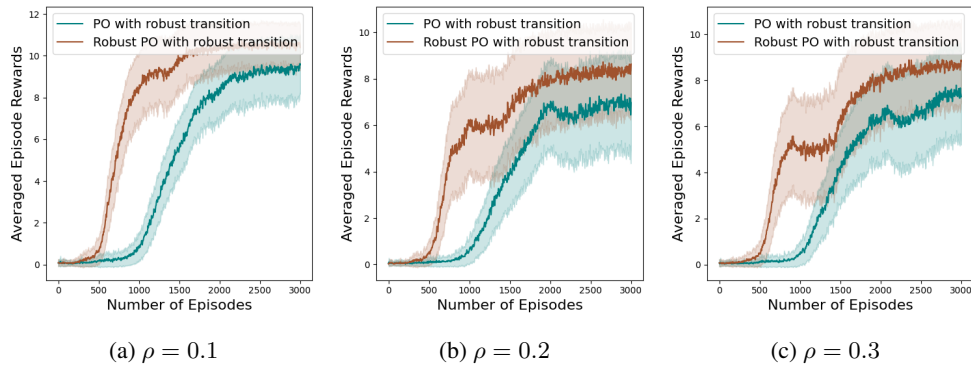 PO with robust transition
Robust PO with robust transition
Averaged Episode Rewards
12
10
8
6
4
2
0
0 500 1000 1500 2000 2500 3000
Number of Episodes
(a) ρ = 0.1
PO with robust transition
Robust PO with robust transition
Averaged Episode Rewards
10
8
6
4
2
0
0 500 1000 1500 2000 2500 3000
Number of Episodes
(b) ρ = 0.2
PO with robust transition
Robust PO with robust transition
Averaged Episode Rewards
10
8
6
4
2
0
0 500 1000 1500 2000 2500 3000
Number of Episodes
(c) ρ = 0.3